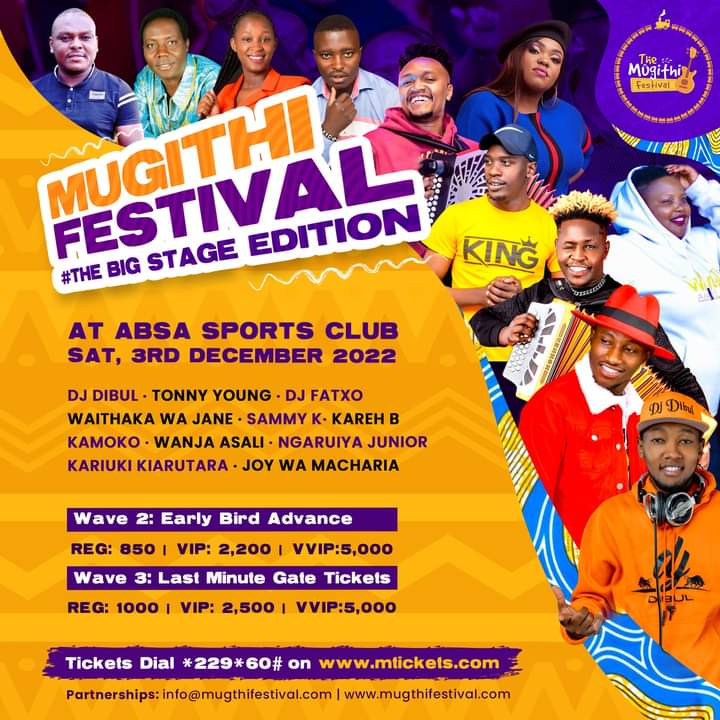 The
Mũgithi
Festival
MUGITHI
FESTIVAL
#THE BIG STAGE EDITION
KING
AT ABSA SPORTS CLUB
SAT, 3RD DECEMBER 2022
DJ DIBUL · TONNY YOUNG · DJ FATXO
WAITHAKA WA JANE · SAMMY K · KAREH B
KAMOKO · WANJA ASALI · NGARUIYA JUNIOR
KARIUKI KIARUTARA · JOY WA MACHARIA
Dj Dibul
DIBUL
Wave 2: Early Bird Advance
REG: 850 | VIP: 2,200 | VVIP:5,000
Wave 3: Last Minute Gate Tickets
REG: 1000 | VIP: 2,500 | VVIP:5,000
Tickets Dial *229*60# on www.mtickets.com
Partnerships: info@mugthifestival.com | www.mugthifestival.com